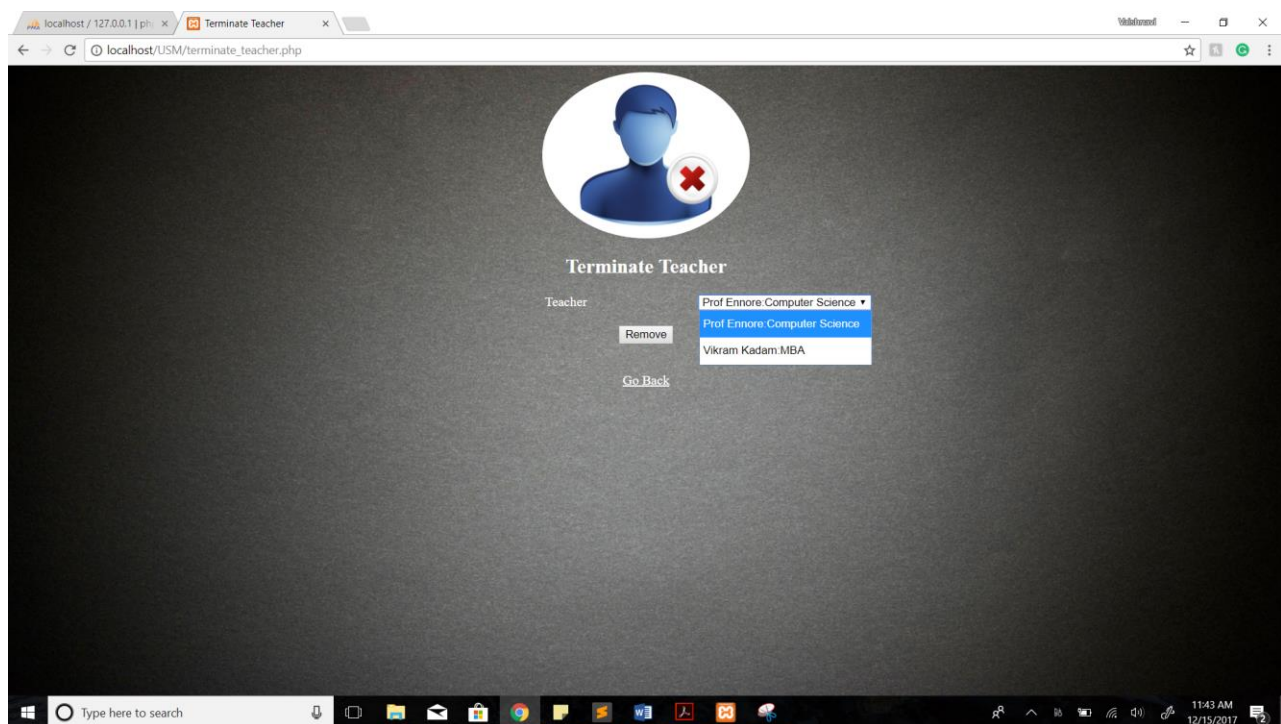 localhost / 127.0.0.1 | ph
Terminate Teacher
localhost/USM/terminate_teacher.php
Terminate Teacher
Teacher
Prof Ennore:Computer Science
Prof Ennore:Computer Science
Vikram Kadam:MBA
Remove
Go Back
Type here to search
11:43 AM
12/15/2017